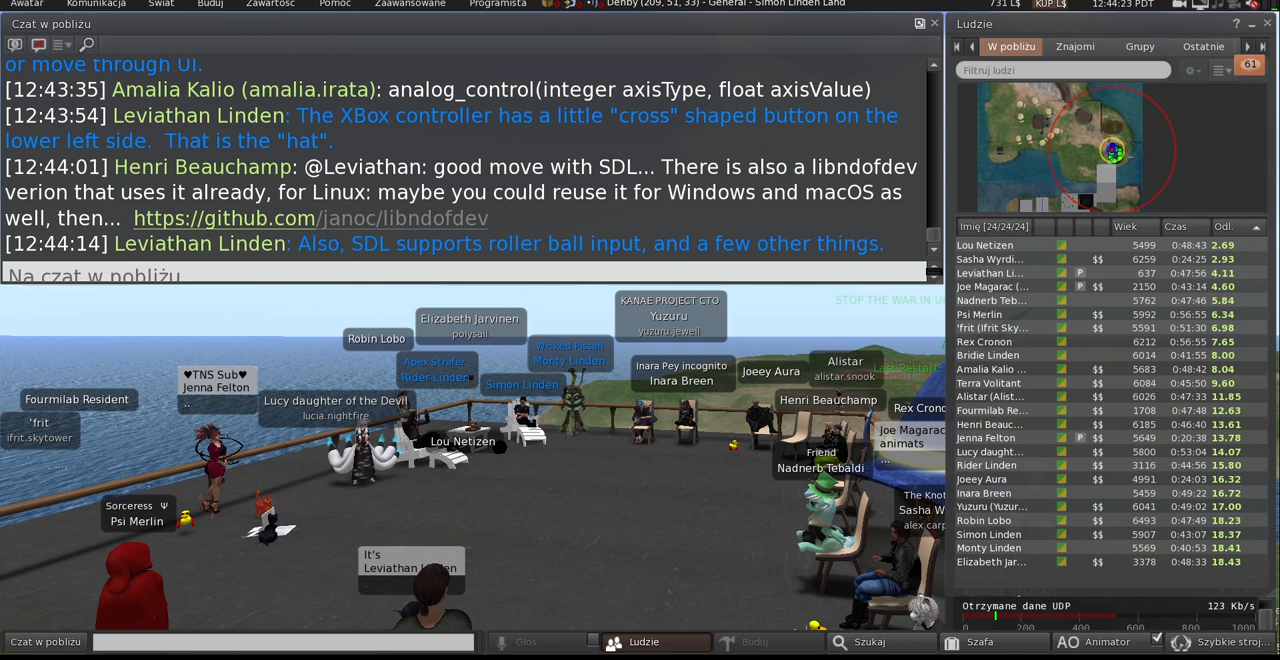 Awatar Komunikacja Świat Buduj Zawartość Pomoc Zaawansowane Programista Denby (209, 51, 33) - General - Simon Linden Land 731 L$ KUP L$ 12:44:23 PDT
Czat w pobliżu
or move through UI.
[12:43:35] Amalia Kalio (amalia.irata): analog_control(integer axisType, float axisValue)
[12:43:54] Leviathan Linden: The XBox controller has a little "cross" shaped button on the
lower left side. That is the "hat".
[12:44:01] Henri Beauchamp: @Leviathan: good move with SDL... There is also a libndofdev
verion that uses it already, for Linux: maybe you could reuse it for Windows and macOS as
well, then... https://github.com/janoc/libndofdev
[12:44:14] Leviathan Linden: Also, SDL supports roller ball input, and a few other things.
Na czat w pobliżu
STOP THE WAR IN U
KANAE PROJECT CTO
Yuzuru
yuzuru.jewell
Elizabeth Jarvinen
polysail
Robin Lobo
Wicked Pissah
Monty Linden
Apex Strafer
Rider Linden
Simon Linden
Inara Pey incognito
Inara Breen
Joeey Aura
Alistar
alistar.snook
Last Restart
♥TNS Sub♥
Jenna Felton
..
Fourmilab Resident
'frit
ifrit.skytower
Lucy daughter of the Devil
lucia.nightfire
Lou Netizen
Henri Beauchamp
Rex Crono
Joe Magarac
animats
...
Friend
Nadnerb Tebaldi
The Knot
Sasha W
alex.carp
Sorceress Ψ
Psi Merlin
It's
Leviathan L en
Ludzie
W pobliżu Znajomi Grupy Ostatnie
61
Filtruj ludzi
Imię [24/24/24] Wiek Czas Odl.
Lou Netizen 5499 0:48:43 2.69
Sasha Wyrdi... $$ 6259 0:24:25 2.93
Leviathan Li... P 637 0:47:56 4.11
Joe Magarac (... P $$ 2150 0:43:14 4.60
Nadnerb Teb... 5762 0:47:46 5.84
Psi Merlin $$ 5992 0:56:55 6.34
'frit (Ifrit Sky... $$ 5591 0:51:30 6.98
Rex Cronon $$ 6212 0:56:55 7.65
Bridie Linden 6014 0:41:55 8.00
Amalia Kalio ... $$ 5683 0:48:42 8.04
Terra Volitant $$ 6084 0:45:50 9.60
Alistar (Alist... $$ 6026 0:47:33 11.85
Fourmilab Re... $$ 1708 0:47:48 12.63
Henri Beauc... $$ 6185 0:46:40 13.61
Jenna Felton P $$ 5649 0:20:38 13.78
Lucy daught... $$ 5800 0:53:04 14.07
Rider Linden $$ 3116 0:44:56 15.80
Joeey Aura $$ 4991 0:24:03 16.32
Inara Breen 5459 0:49:22 16.72
Yuzuru (Yuzur... $$ 6041 0:49:02 17.00
Robin Lobo $$ 6493 0:47:49 18.23
Simon Linden $$ 5907 0:43:07 18.37
Monty Linden 5569 0:40:53 18.41
Elizabeth Jar... $$ 3378 0:48:33 18.43
Otrzymane dane UDP 123 Kb/s
0 200 400 600 800 1000
Czat w pobliżu Głos Ludzie Buduj Szukaj Szafa AO Animator Szybkie stroj...